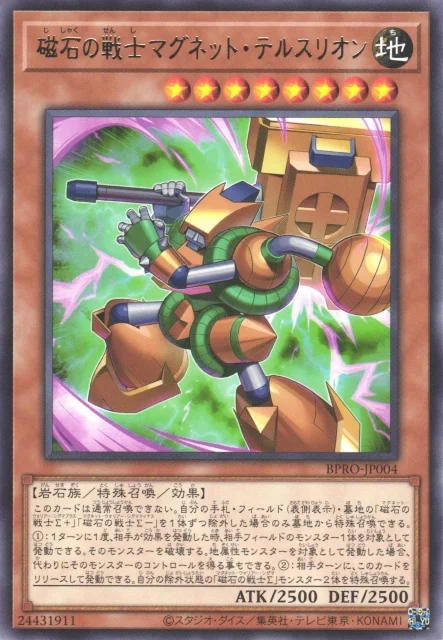 磁石の戦士マグネット・テルスリオン 地
BPRO-JP004
【岩石族／特殊召喚／効果】
このカードは通常召喚できない。自分の手札・フィールド（表側表示）・墓地の「磁石の
戦士Σ＋」「磁石の戦士Σ－」を1体ずつ除外した場合のみ墓地から特殊召喚できる。
①：1ターンに1度、相手が効果を発動した時、相手フィールドのモンスター1体を対象として
発動できる。そのモンスターを破壊する。地属性モンスターを対象として発動した場合、
代わりにそのモンスターのコントロールを得る事もできる。②：相手ターンに、このカードを
リリースして発動できる。自分の除外状態の「磁石の戦士Σ」モンスター2体を特殊召喚する。
ATK/2500 DEF/2500
24431911 ©スタジオ・ダイス／集英社・テレビ東京・KONAMI